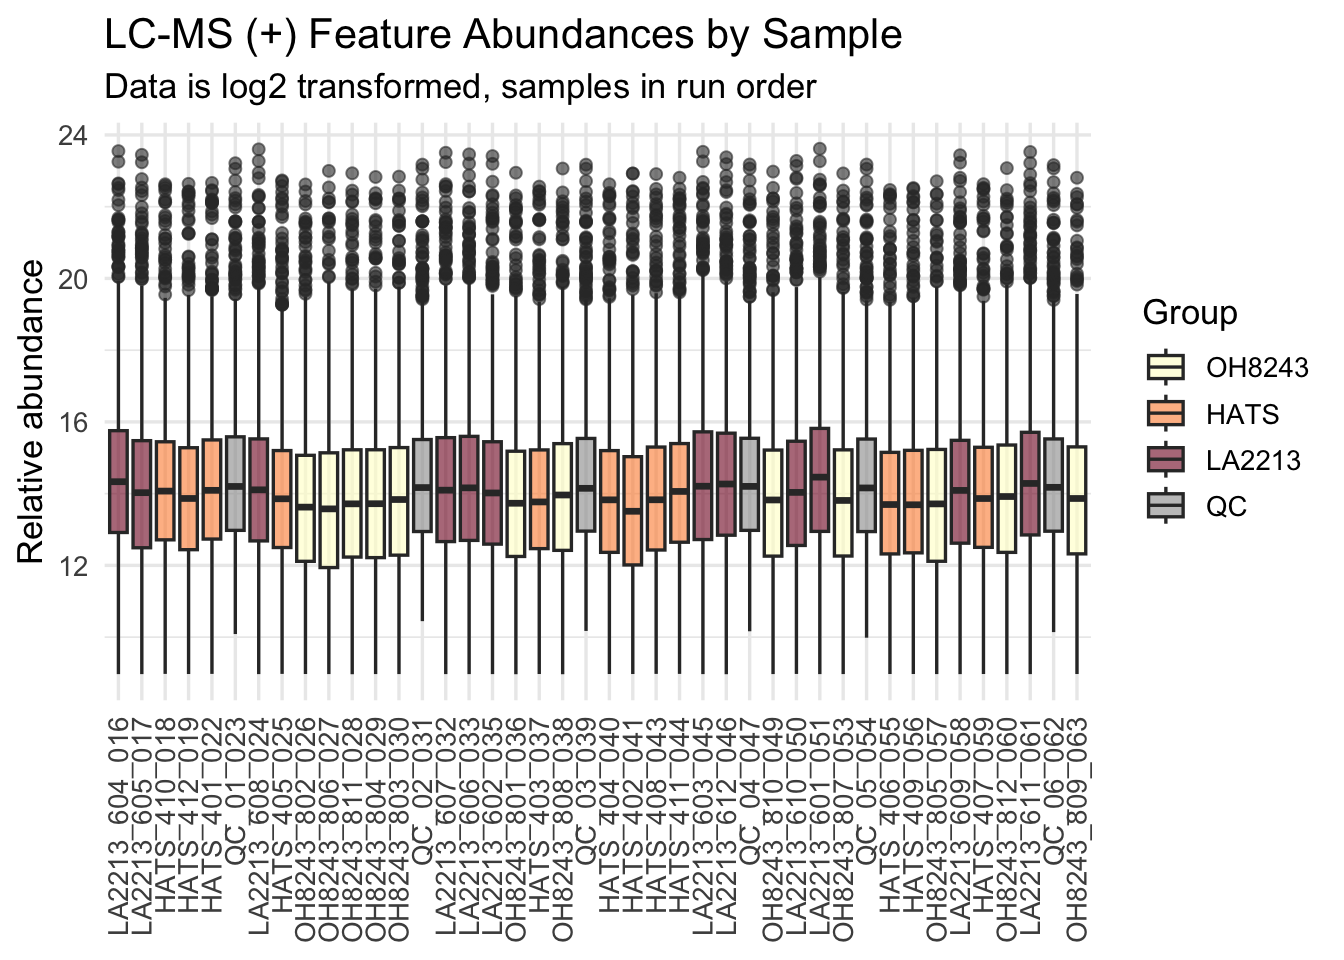 LC-MS (+) Feature Abundances by Sample
Data is log2 transformed, samples in run order
Relative abundance
24
20
16
12
LA2213_604_016
LA2213_605_017
HATS_410_018
HATS_412_019
HATS_401_022
QC_01_023
LA2213_608_024
HATS_405_025
OH8243_802_026
OH8243_806_027
OH8243_811_028
OH8243_804_029
OH8243_803_030
QC_02_031
LA2213_607_032
LA2213_606_033
LA2213_602_035
OH8243_801_036
HATS_403_037
OH8243_808_038
QC_03_039
HATS_404_040
HATS_402_041
HATS_408_043
HATS_411_044
LA2213_603_045
LA2213_612_046
QC_04_047
OH8243_810_049
LA2213_610_050
LA2213_601_051
OH8243_807_053
QC_05_054
HATS_406_055
HATS_409_056
OH8243_805_057
LA2213_609_058
HATS_407_059
OH8243_812_060
LA2213_611_061
QC_06_062
OH8243_809_063
Group
OH8243
HATS
LA2213
QC